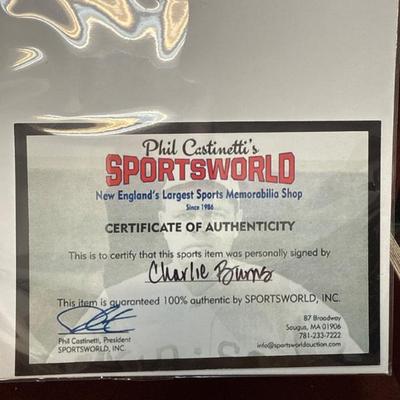 Phil Castinetti's
SPORTSWORLD
New England's Largest Sports Memorabilia Shop
Since 1986
CERTIFICATE OF AUTHENTICITY
This is to certify that this sports item was personally signed by
Charlie Burns
This item is guaranteed 100% authentic by SPORTSWORLD, INC.
Phil Castinetti, President
SPORTSWORLD, INC.
87 Broadway
Saugus, MA 01906
781-233-7222
info@sportsworldauction.com